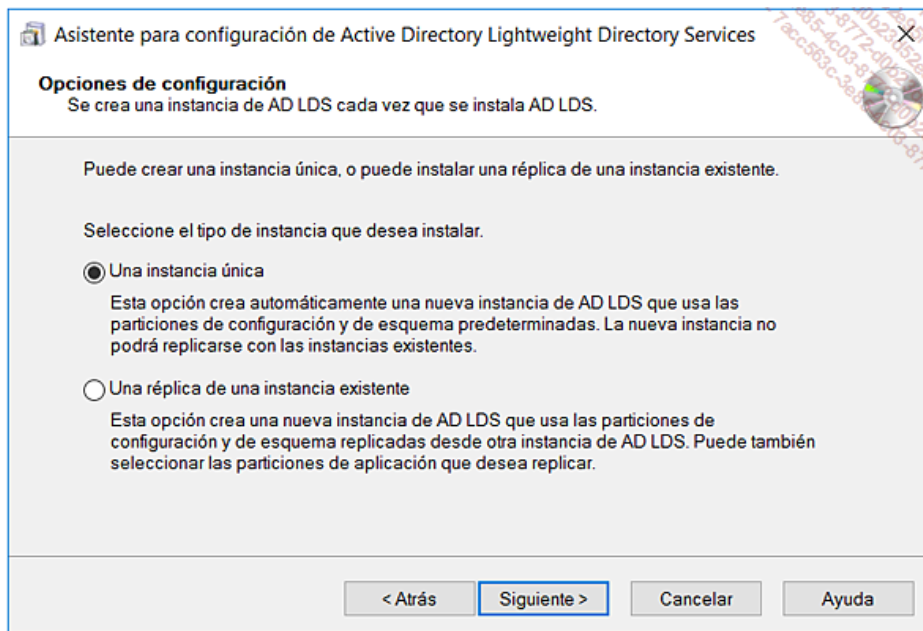 Asistente para configuración de Active Directory Lightweight Directory Services
Opciones de configuración
Se crea una instancia de AD LDS cada vez que se instala AD LDS.
Puede crear una instancia única, o puede instalar una réplica de una instancia existente.
Seleccione el tipo de instancia que desea instalar.
Una instancia única
Esta opción crea automáticamente una nueva instancia de AD LDS que usa las
particiones de configuración y de esquema predeterminadas. La nueva instancia no
podrá replicarse con las instancias existentes.
Una réplica de una instancia existente
Esta opción crea una nueva instancia de AD LDS que usa las particiones de
configuración y de esquema replicadas desde otra instancia de AD LDS. Puede también
seleccionar las particiones de aplicación que desea replicar.
< Atrás Siguiente > Cancelar Ayuda